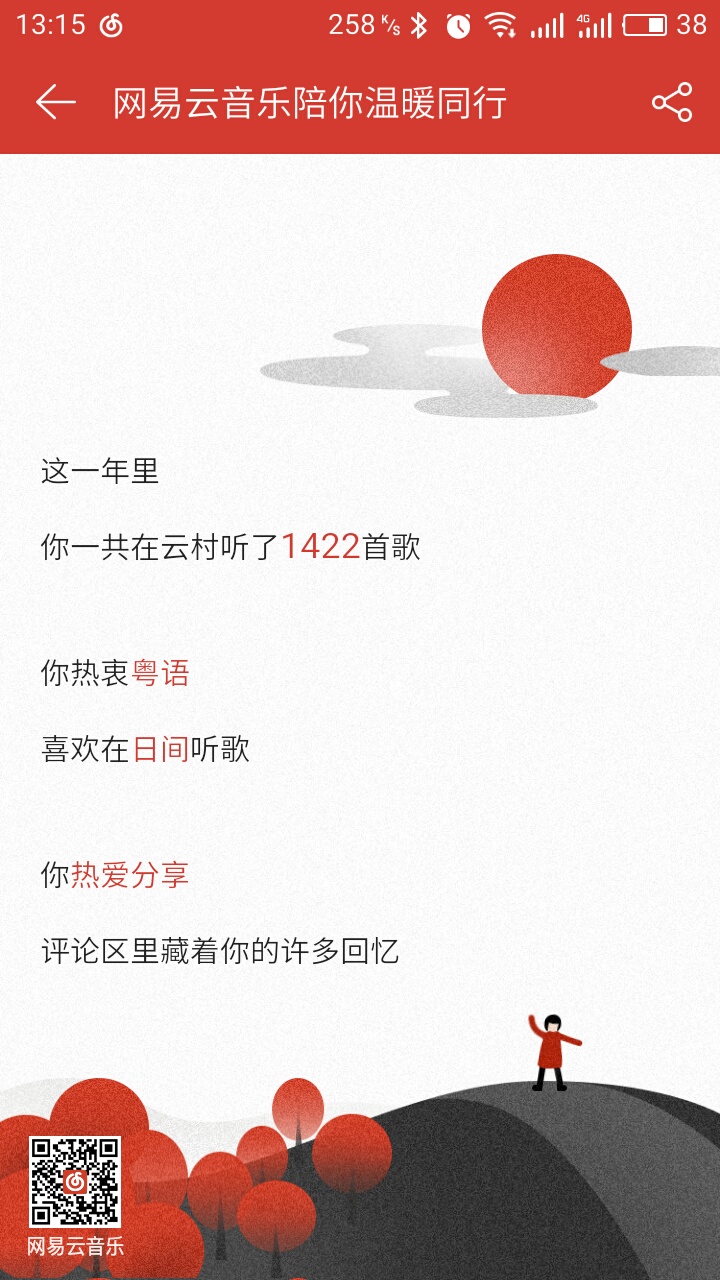 13:15
258 K/s
4G
38
网易云音乐陪你温暖同行
这一年里
你一共在云村听了1422首歌
你热衷粤语
喜欢在日间听歌
你热爱分享
评论区里藏着你的许多回忆
网易云音乐